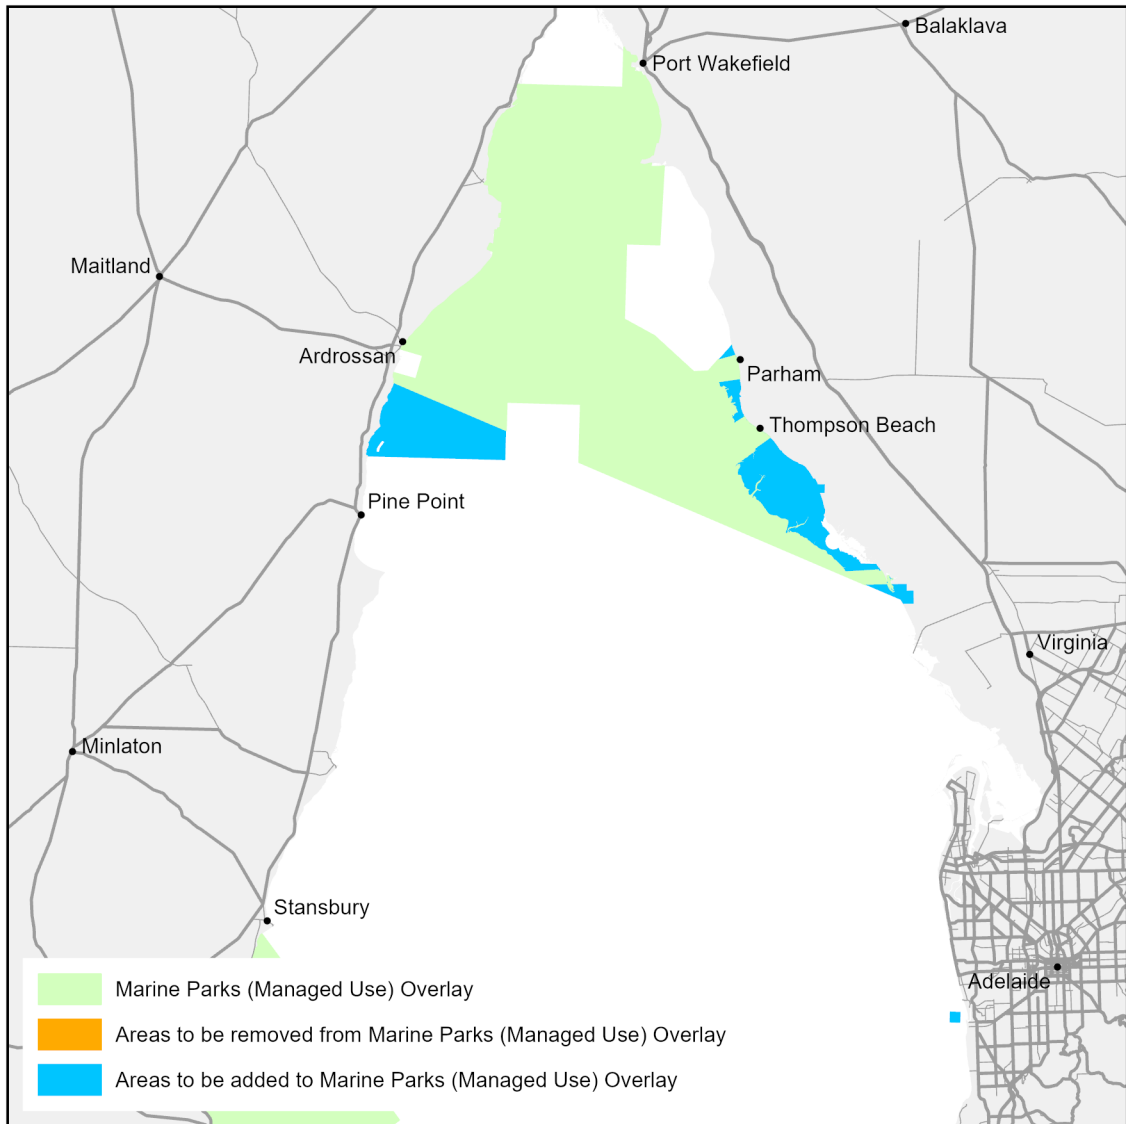 Balaklava
Port Wakefield
Maitland
Ardrossan
Parham
Thompson Beach
Pine Point
Virginia
Minlaton
Stansbury
Adelaide
Marine Parks (Managed Use) Overlay
Areas to be removed from Marine Parks (Managed Use) Overlay
Areas to be added to Marine Parks (Managed Use) Overlay